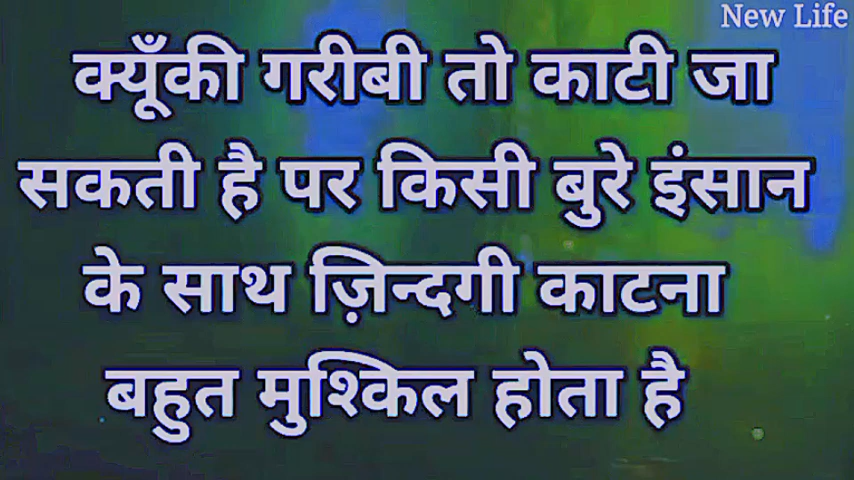 New Life
क्यूँकी गरीबी तो काटी जा
सकती है पर किसी बुरे इंसान
के साथ ज़िन्दगी काटना
बहुत मुश्किल होता है